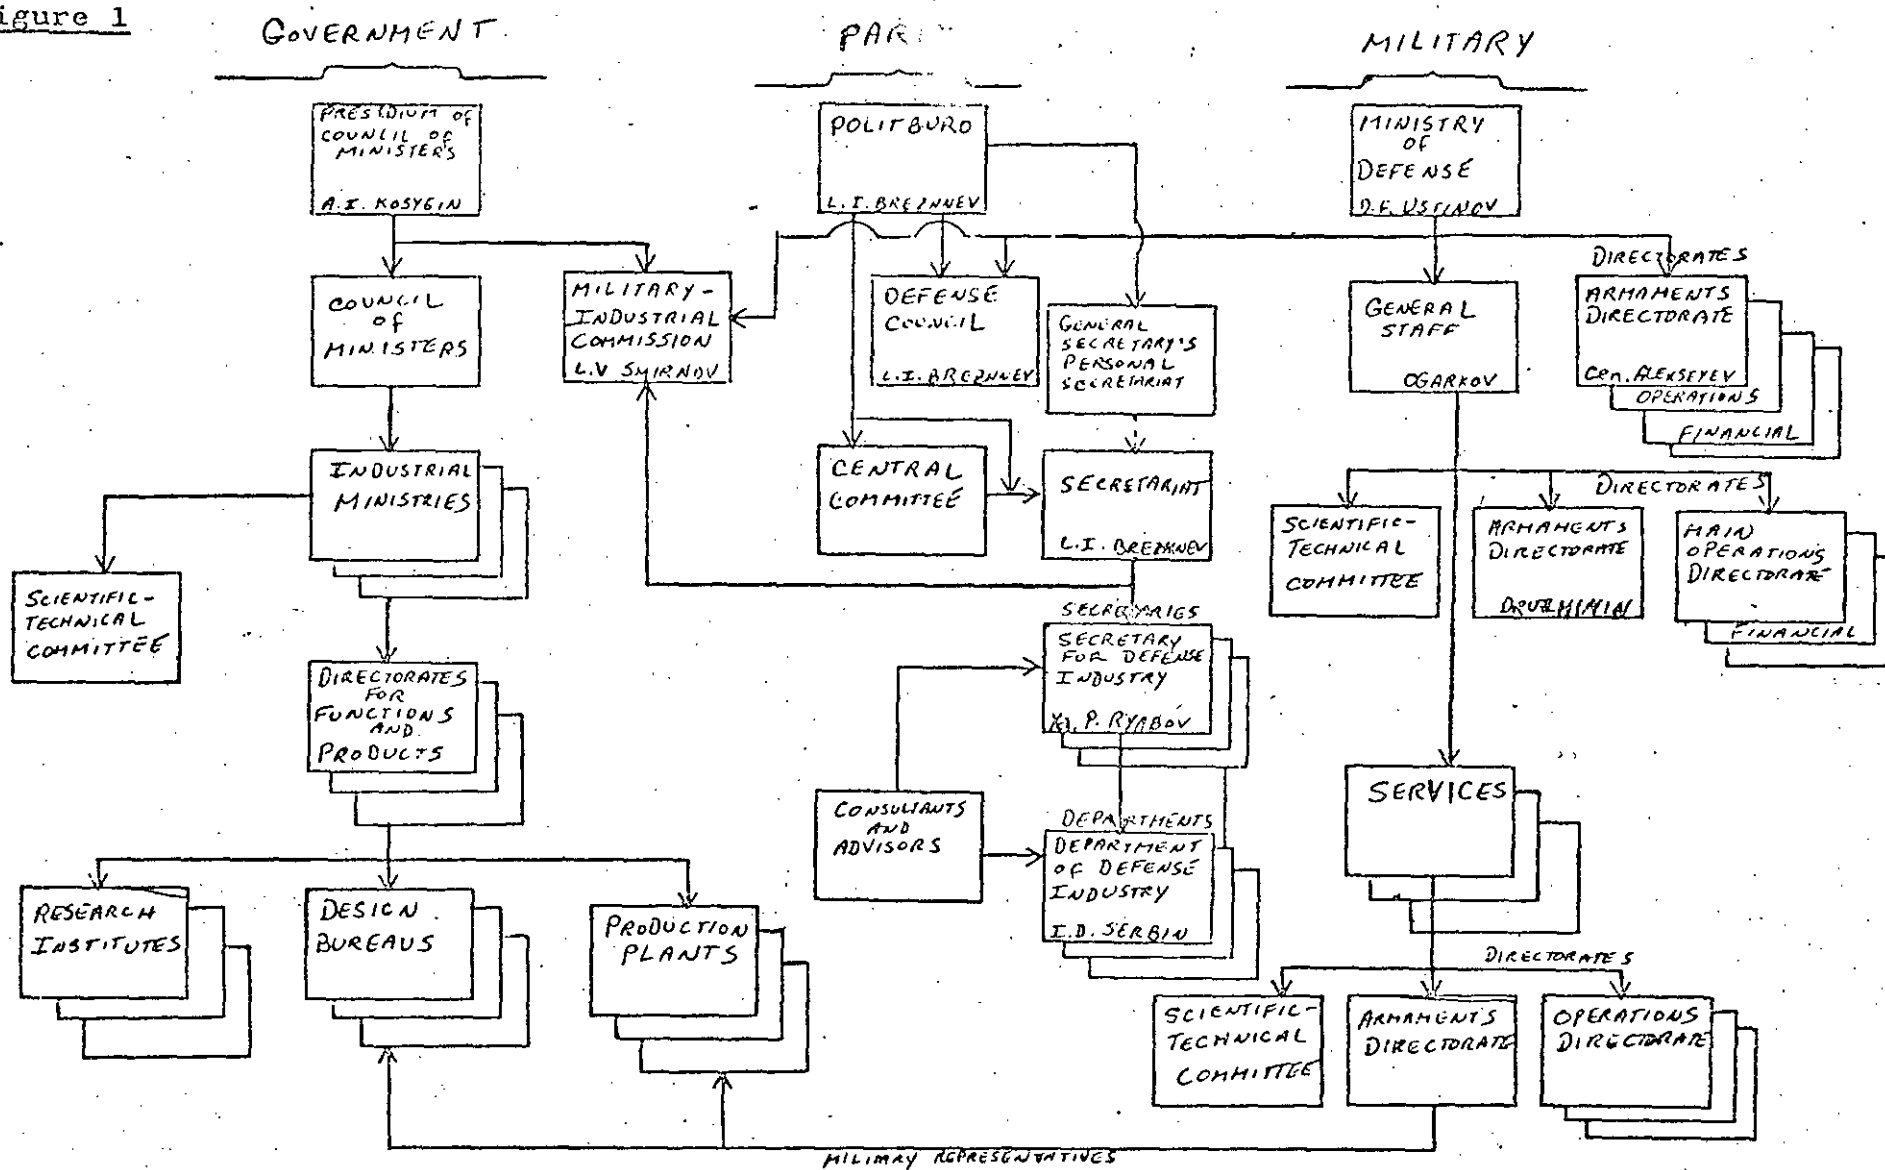 igure 1
GOVERNMENT
PAR
MILITARY
PRESIDIUM OF
COUNCIL OF
MINISTERS
A.I. KOSYGIN
POLITBURO
L.I. BREZHNEV
MINISTRY
OF
DEFENSE
D.F. USTINOV
COUNCIL
OF
MINISTERS
MILITARY-
INDUSTRIAL
COMMISSION
L.V SMIRNOV
DEFENSE
COUNCIL
L.I. BREZHNEV
GENERAL
SECRETARY'S
PERSONAL
SECRETARIAT
GENERAL
STAFF
OGARKOV
DIRECTORATES
ARMAMENTS
DIRECTORATE
Gen. ALEKSEYEV
OPERATIONS
FINANCIAL
INDUSTRIAL
MINISTRIES
CENTRAL
COMMITTEE
SECRETARIAT
L.I. BREZHNEV
DIRECTORATES
SCIENTIFIC-
TECHNICAL
COMMITTEE
ARMAMENTS
DIRECTORATE
DRUZHININ
MAIN
OPERATIONS
DIRECTORATE
FINANCIAL
SCIENTIFIC-
TECHNICAL
COMMITTEE
SECRETARIES
SECRETARY
FOR DEFENSE
INDUSTRY
P. RYABOV
DIRECTORATES
FOR
FUNCTIONS
AND
PRODUCTS
CONSULTANTS
AND
ADVISORS
DEPARTMENTS
DEPARTMENT
OF DEFENSE
INDUSTRY
I.D. SERBIN
SERVICES
RESEARCH
INSTITUTES
DESIGN
BUREAUS
PRODUCTION
PLANTS
DIRECTORATES
SCIENTIFIC-
TECHNICAL
COMMITTEE
ARMAMENTS
DIRECTORATE
OPERATIONS
DIRECTORATE
MILITARY REPRESENTATIVES